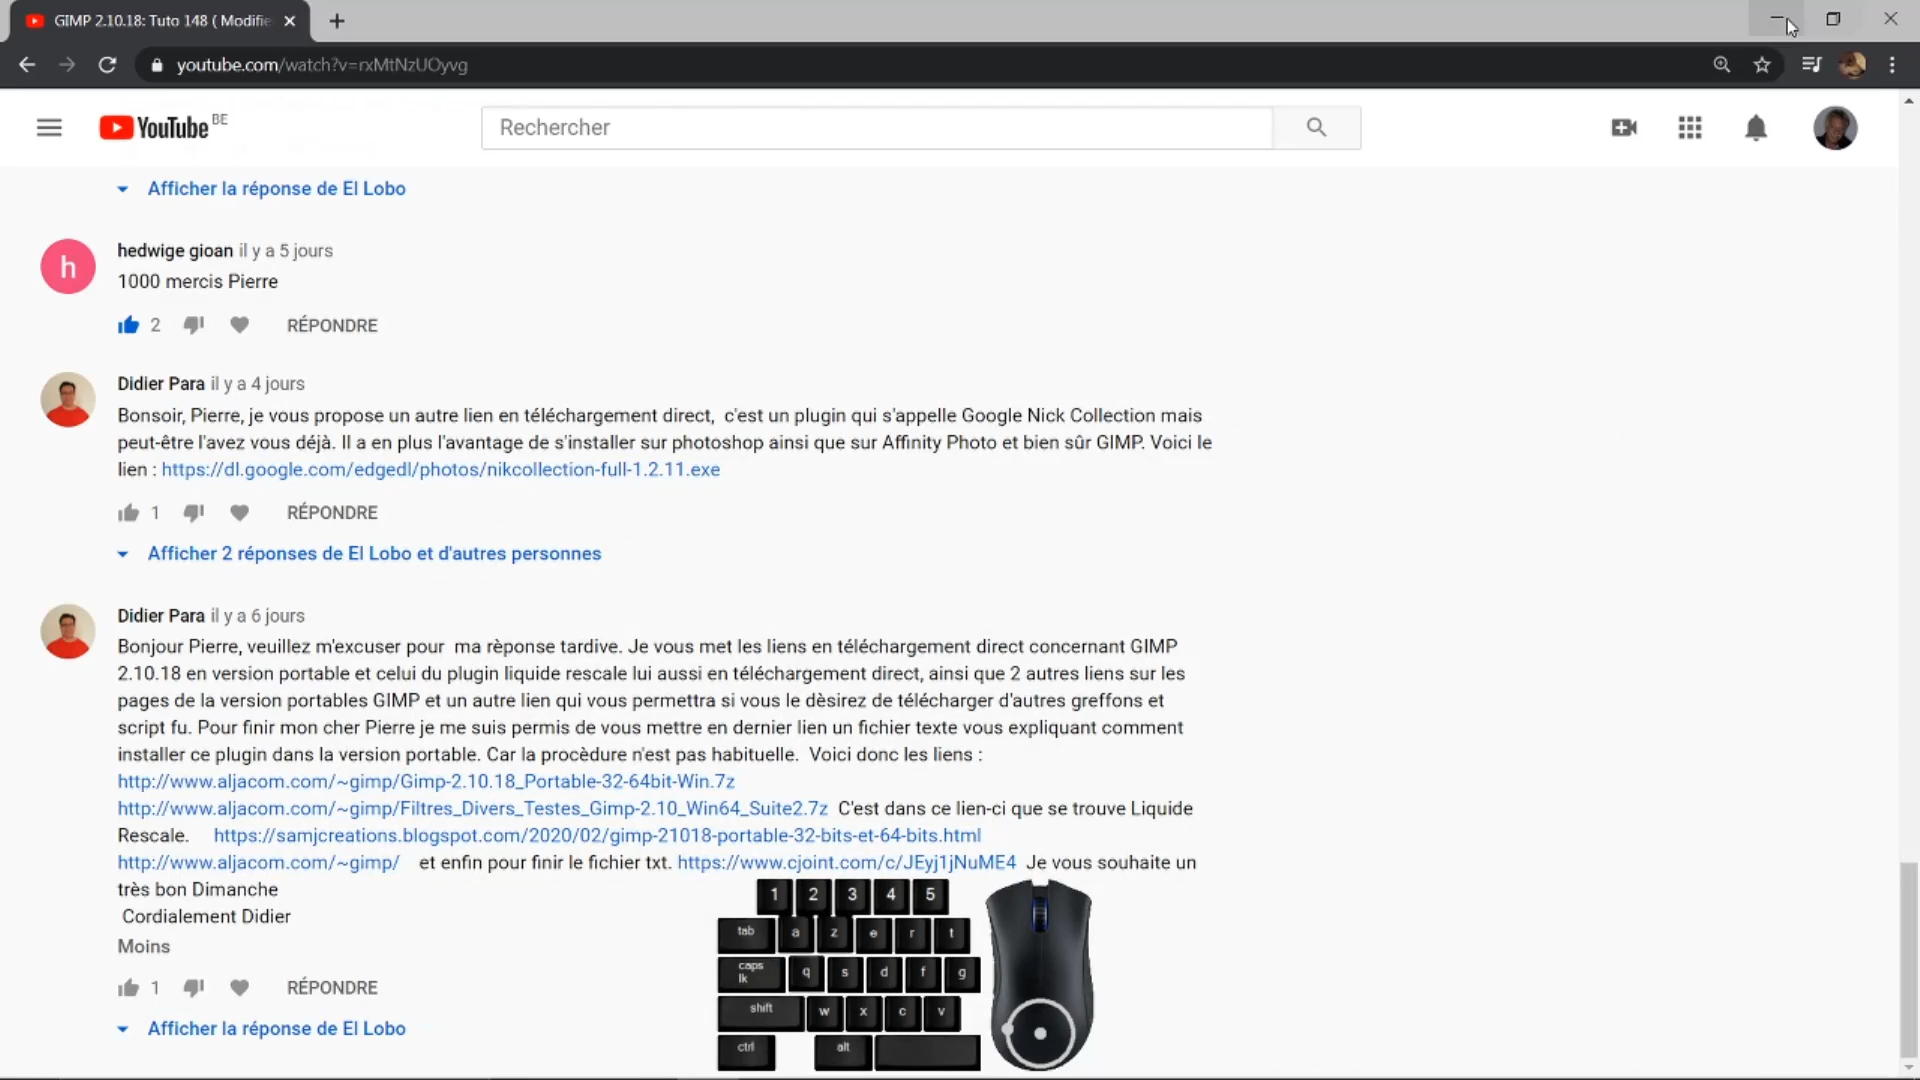 GIMP 2.10.18: Tuto 148 ( Modifie
youtube.com/watch?v=rxMtNzUOyvg
YouTube BE
Rechercher
Afficher la réponse de El Lobo
h
hedwige gioan il y a 5 jours
1000 mercis Pierre
2 RÉPONDRE
Didier Para il y a 4 jours
Bonsoir, Pierre, je vous propose un autre lien en téléchargement direct, c'est un plugin qui s'appelle Google Nick Collection mais
peut-être l'avez vous déjà. Il a en plus l'avantage de s'installer sur photoshop ainsi que sur Affinity Photo et bien sûr GIMP. Voici le
lien : https://dl.google.com/edgedl/photos/nikcollection-full-1.2.11.exe
1 RÉPONDRE
Afficher 2 réponses de El Lobo et d'autres personnes
Didier Para il y a 6 jours
Bonjour Pierre, veuillez m'excuser pour ma rèponse tardive. Je vous met les liens en téléchargement direct concernant GIMP
2.10.18 en version portable et celui du plugin liquide rescale lui aussi en téléchargement direct, ainsi que 2 autres liens sur les
pages de la version portables GIMP et un autre lien qui vous permettra si vous le dèsirez de télécharger d'autres greffons et
script fu. Pour finir mon cher Pierre je me suis permis de vous mettre en dernier lien un fichier texte vous expliquant comment
installer ce plugin dans la version portable. Car la procèdure n'est pas habituelle. Voici donc les liens :
http://www.aljacom.com/~gimp/Gimp-2.10.18_Portable-32-64bit-Win.7z
http://www.aljacom.com/~gimp/Filtres_Divers_Testes_Gimp-2.10_Win64_Suite2.7z C'est dans ce lien-ci que se trouve Liquide
Rescale. https://samjcreations.blogspot.com/2020/02/gimp-21018-portable-32-bits-et-64-bits.html
http://www.aljacom.com/~gimp/ et enfin pour finir le fichier txt. https://www.cjoint.com/c/JEyj1jNuME4 Je vous souhaite un
très bon Dimanche
Cordialement Didier
Moins
1 RÉPONDRE
Afficher la réponse de El Lobo
1 2 3 4 5
tab a z e r t
caps lk q s d f g
shift w x c v
ctrl alt